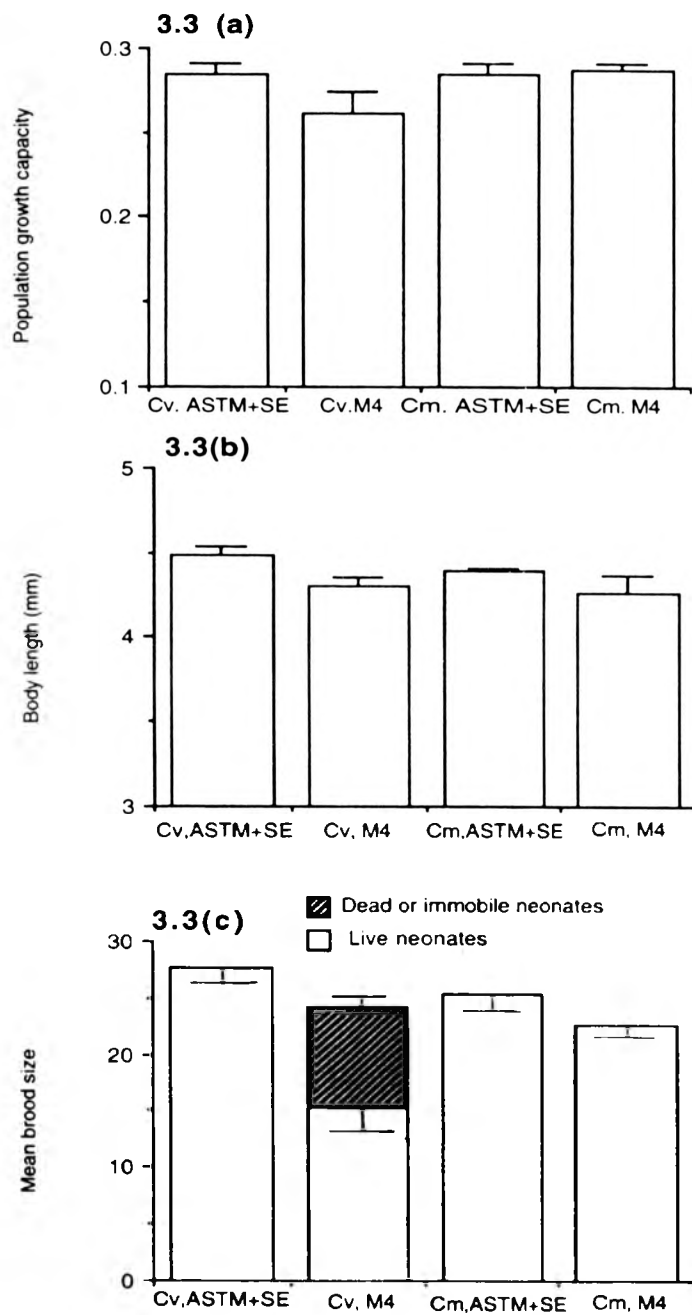 3.3 (a)
Population growth capacity
0.3
0.2
0.1
Cv. ASTM+SE Cv.M4 Cm. ASTM+SE Cm. M4
3.3(b)
Body length (mm)
5
4
3
Cv,ASTM+SE Cv, M4 Cm,ASTM+SE Cm, M4
3.3(c)
Dead or immobile neonates
Live neonates
Mean brood size
30
20
10
0
Cv,ASTM+SE Cv, M4 Cm,ASTM+SE Cm, M4